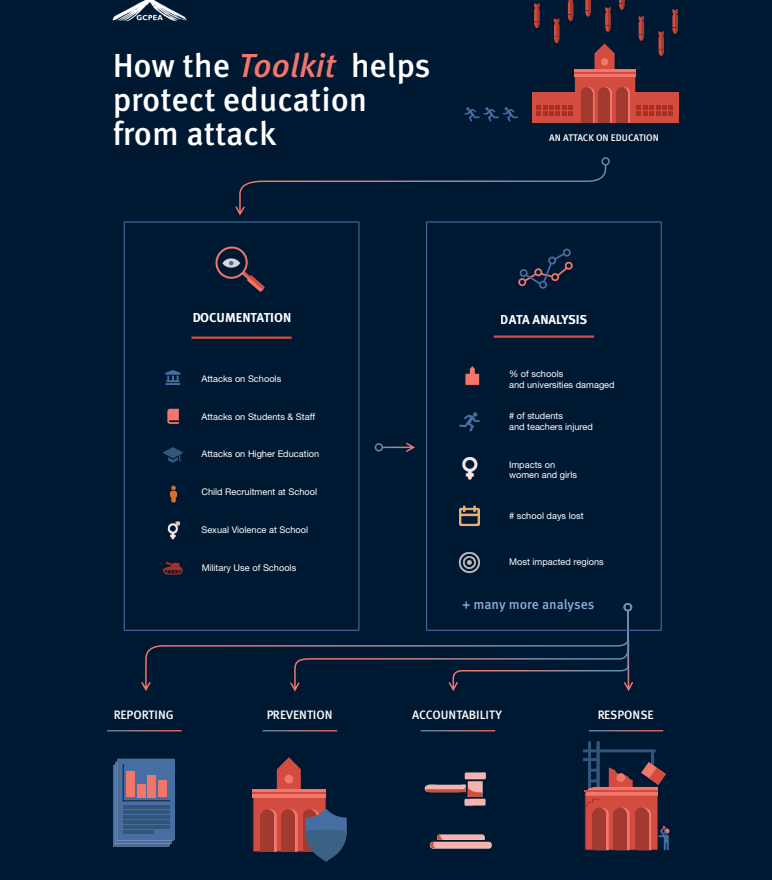 GCPEA
How the Toolkit helps
protect education
from attack
AN ATTACK ON EDUCATION
DOCUMENTATION
Attacks on Schools
Attacks on Students & Staff
Attacks on Higher Education
Child Recruitment at School
Sexual Violence at School
Military Use of Schools
DATA ANALYSIS
% of schools
and universities damaged
# of students
and teachers injured
Impacts on
women and girls
# school days lost
Most impacted regions
+ many more analyses
REPORTING
PREVENTION
ACCOUNTABILITY
RESPONSE